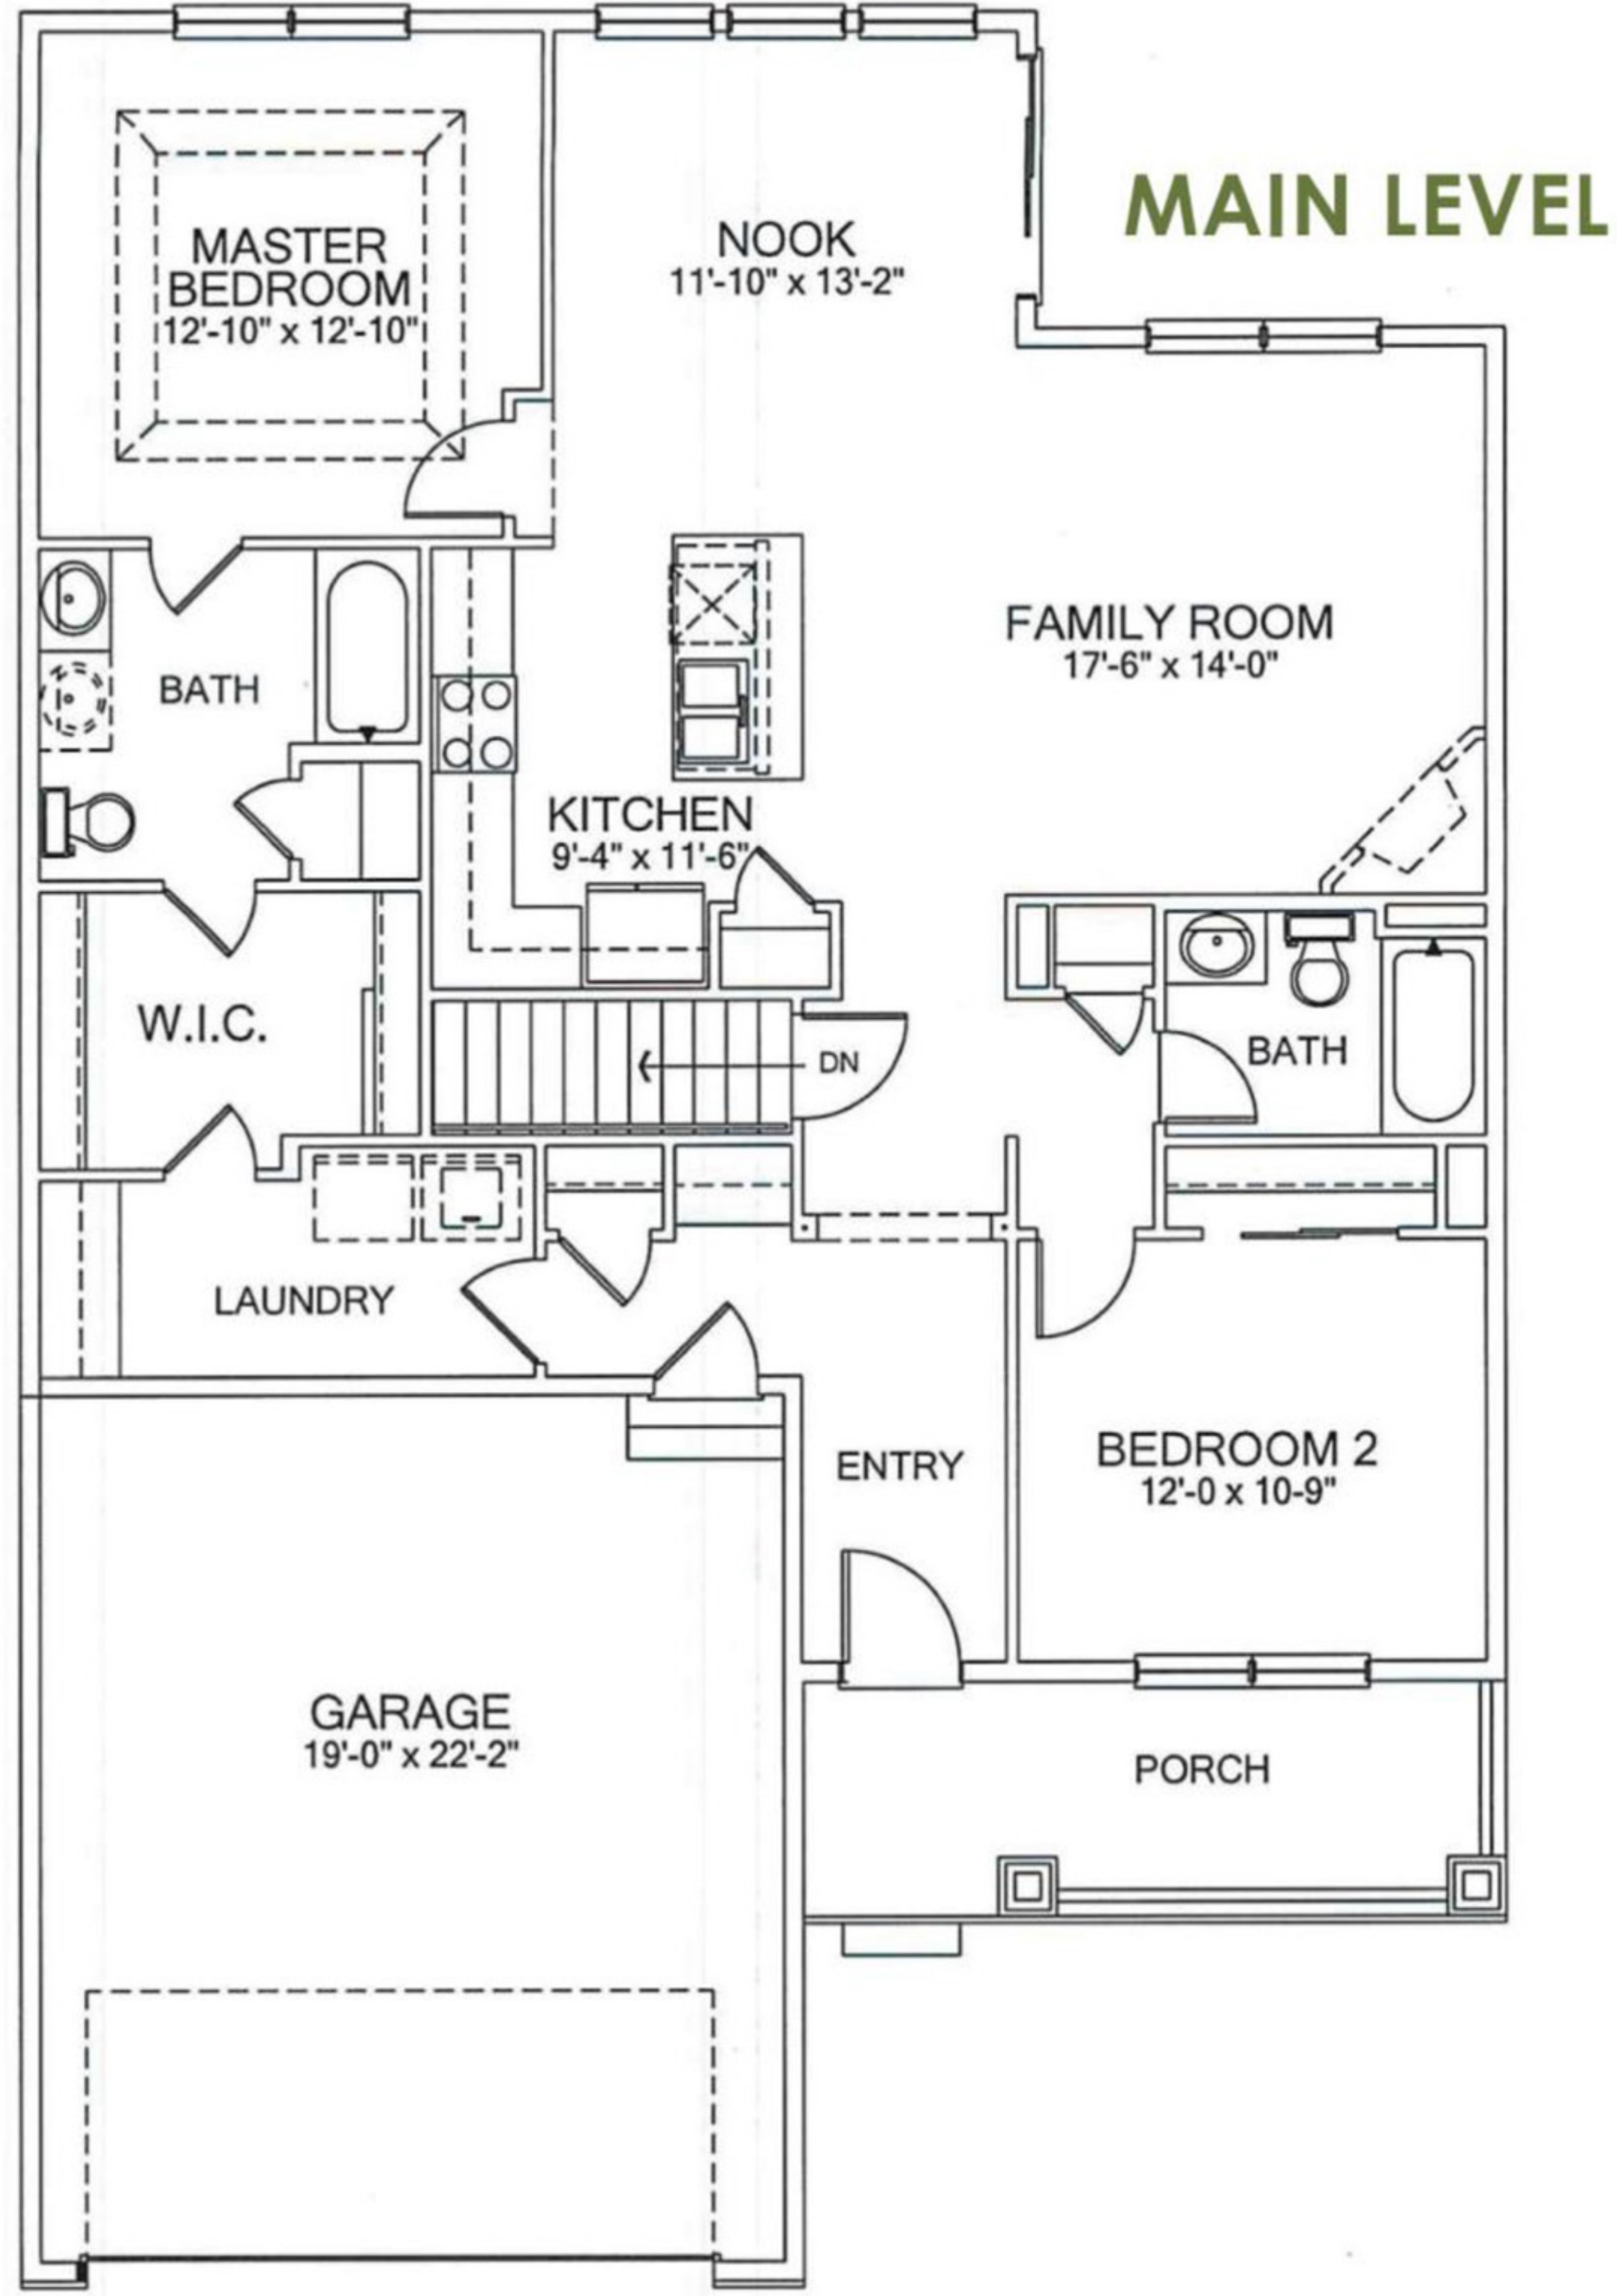 MAIN LEVEL
NOOK
11'-10" x 13'-2"
MASTER
BEDROOM
12'-10" x 12'-10"
FAMILY ROOM
17'-6" x 14'-0"
BATH
KITCHEN
9'-4" x 11'-6"
W.I.C.
DN
BATH
LAUNDRY
ENTRY
BEDROOM 2
12'-0 x 10-9"
GARAGE
19'-0" x 22'-2"
PORCH